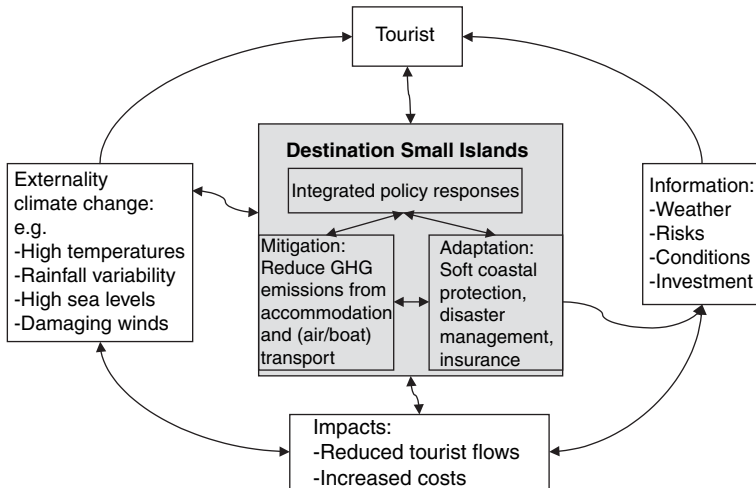 Tourist
Destination Small Islands
Integrated policy responses
Externality
climate change:
e.g.
-High temperatures
-Rainfall variability
-High sea levels
-Damaging winds
Mitigation:
Reduce GHG
emissions from
accommodation
and (air/boat)
transport
Adaptation:
Soft coastal
protection,
disaster
management,
insurance
Information:
-Weather
-Risks
-Conditions
-Investment
Impacts:
-Reduced tourist flows
-Increased costs